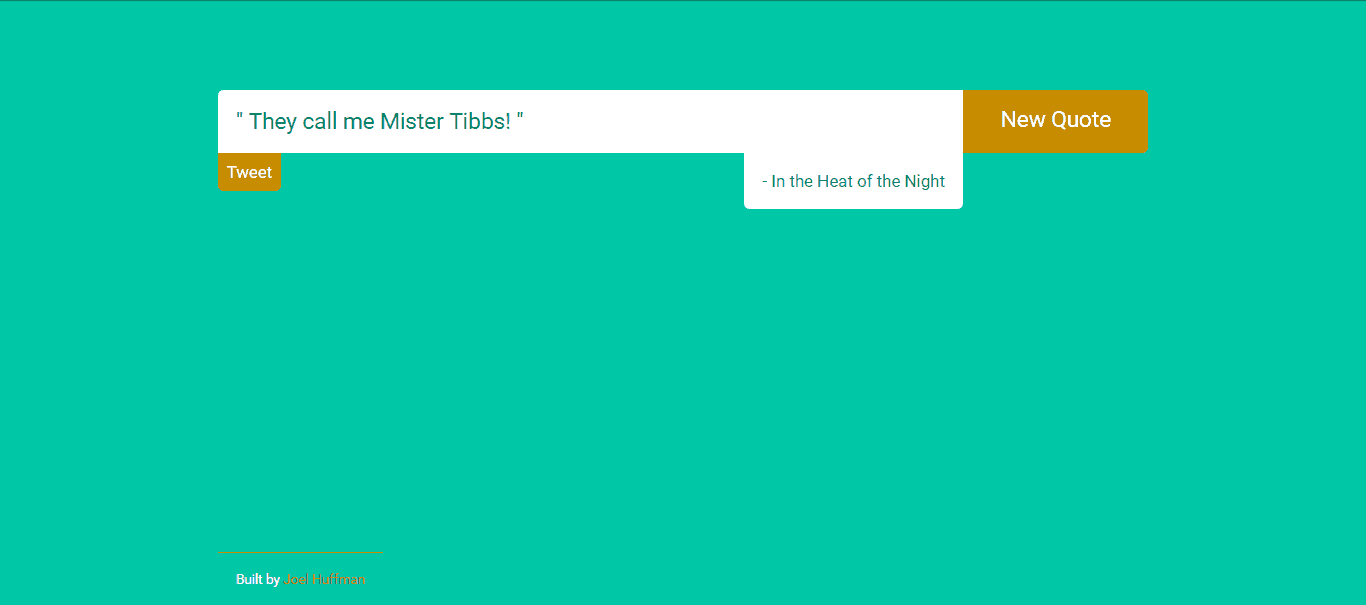 " They call me Mister Tibbs! "
New Quote
Tweet
- In the Heat of the Night
Built by Joel Huffman